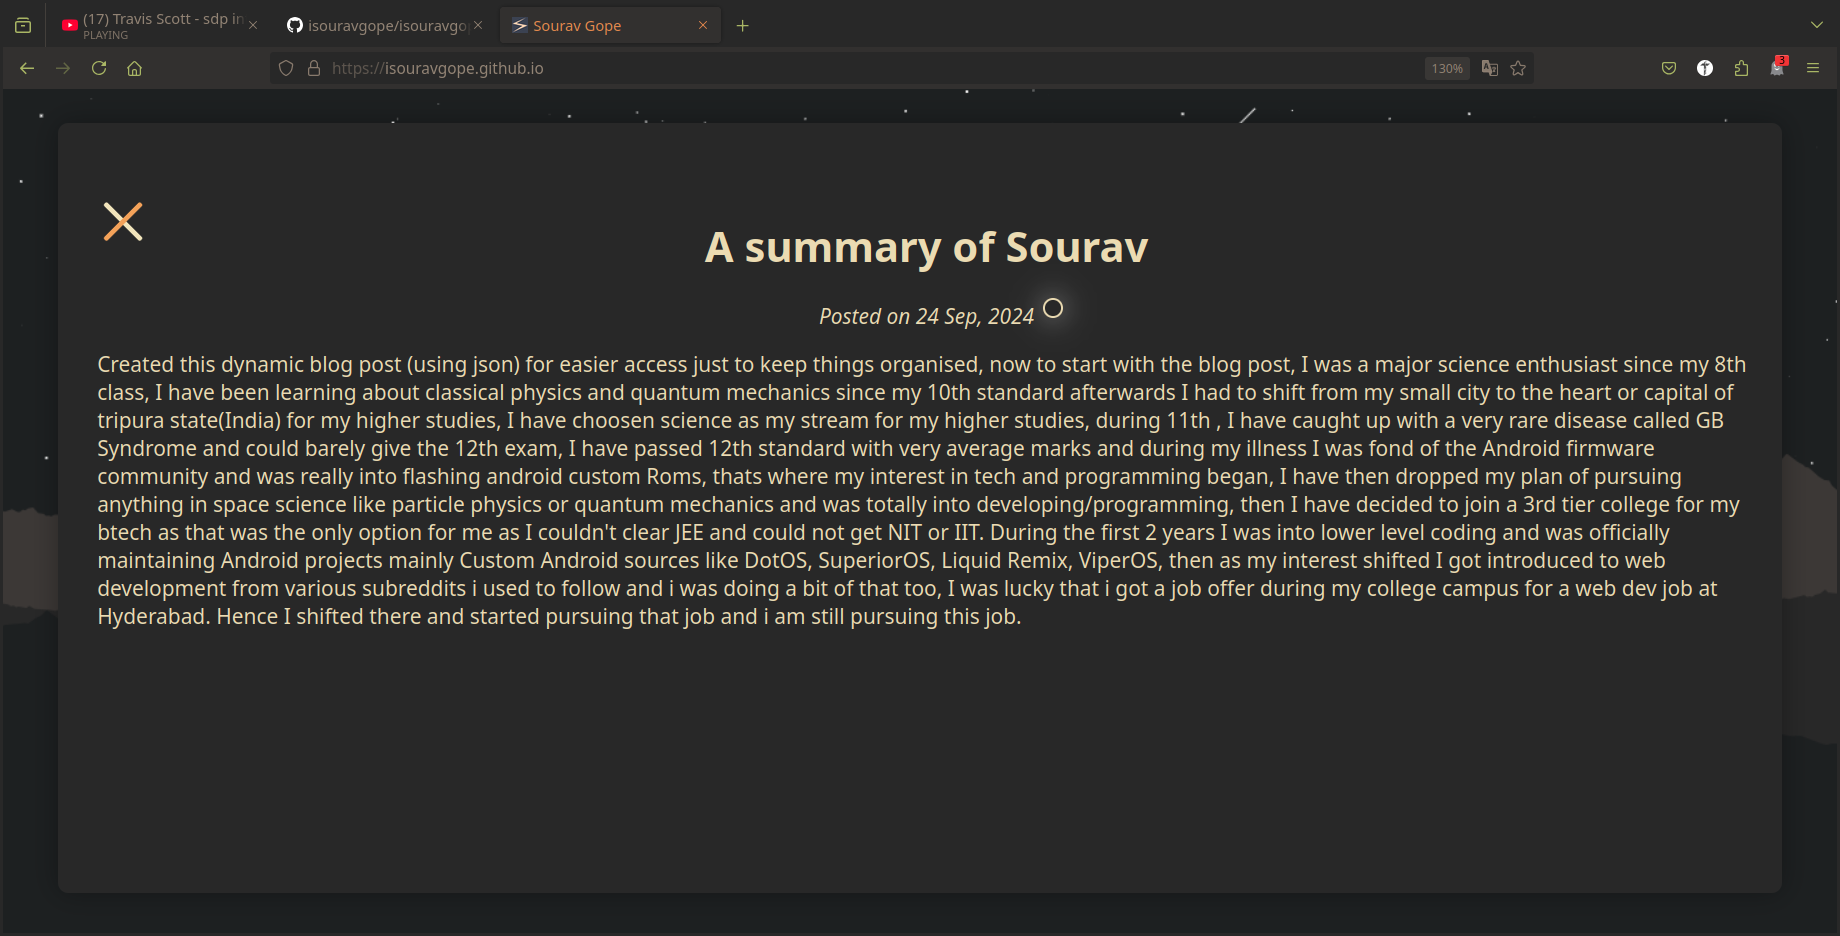 (17) Travis Scott - sdp in
PLAYING
isouravgope/isouravgo
Sourav Gope
https://isouravgope.github.io
130%
3
A summary of Sourav
Posted on 24 Sep, 2024
Created this dynamic blog post (using json) for easier access just to keep things organised, now to start with the blog post, I was a major science enthusiast since my 8th
class, I have been learning about classical physics and quantum mechanics since my 10th standard afterwards I had to shift from my small city to the heart or capital of
tripura state(India) for my higher studies, I have choosen science as my stream for my higher studies, during 11th , I have caught up with a very rare disease called GB
Syndrome and could barely give the 12th exam, I have passed 12th standard with very average marks and during my illness I was fond of the Android firmware
community and was really into flashing android custom Roms, thats where my interest in tech and programming began, I have then dropped my plan of pursuing
anything in space science like particle physics or quantum mechanics and was totally into developing/programming, then I have decided to join a 3rd tier college for my
btech as that was the only option for me as I couldn't clear JEE and could not get NIT or IIT. During the first 2 years I was into lower level coding and was officially
maintaining Android projects mainly Custom Android sources like DotOS, SuperiorOS, Liquid Remix, ViperOS, then as my interest shifted I got introduced to web
development from various subreddits i used to follow and i was doing a bit of that too, I was lucky that i got a job offer during my college campus for a web dev job at
Hyderabad. Hence I shifted there and started pursuing that job and i am still pursuing this job.